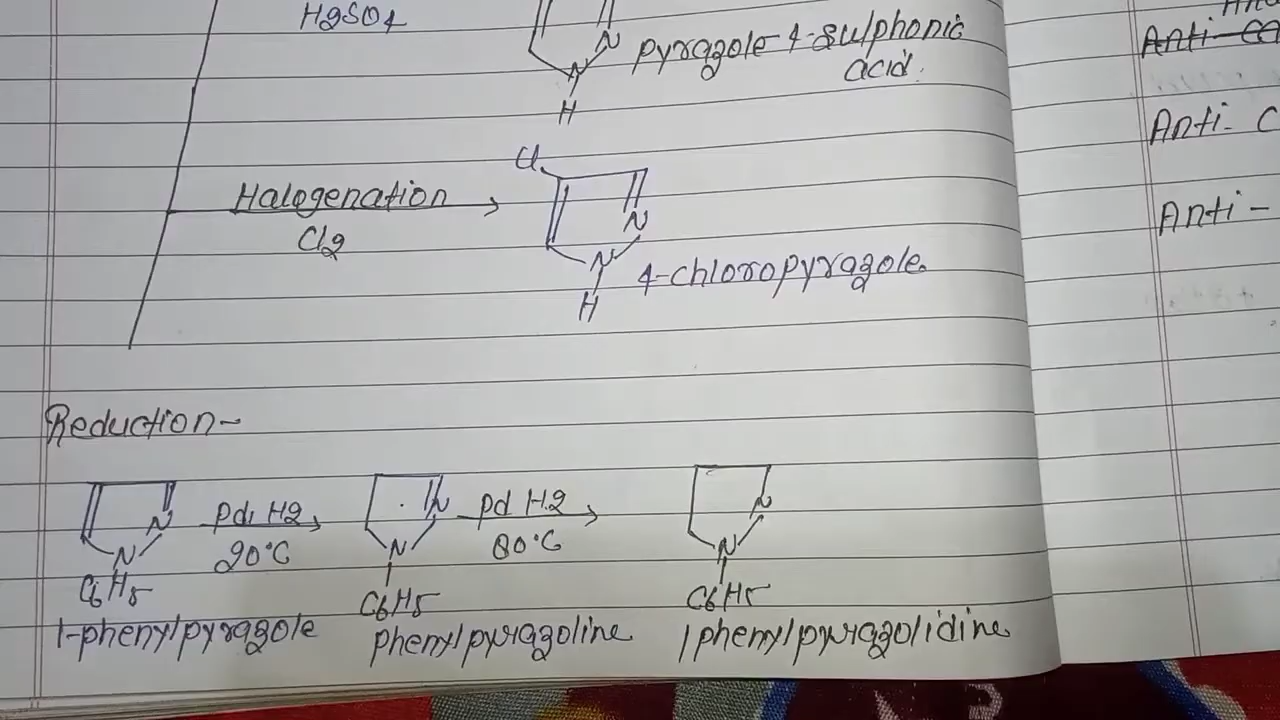 H2SO4
N
pyrazole-4-sulphonic
acid.
N
H
Cl
Halogenation
Cl2
N
N
H
4-chloropyrazole.
Reduction-
N
N
C6H5
Pd, H2
20°C
N
N
C6H5
Pd H2
80°C
N
N
C6H5
1-phenylpyrazole
phenylpyrazoline
1phenylpyrazolidine
Anti-
Anti- C
Anti-